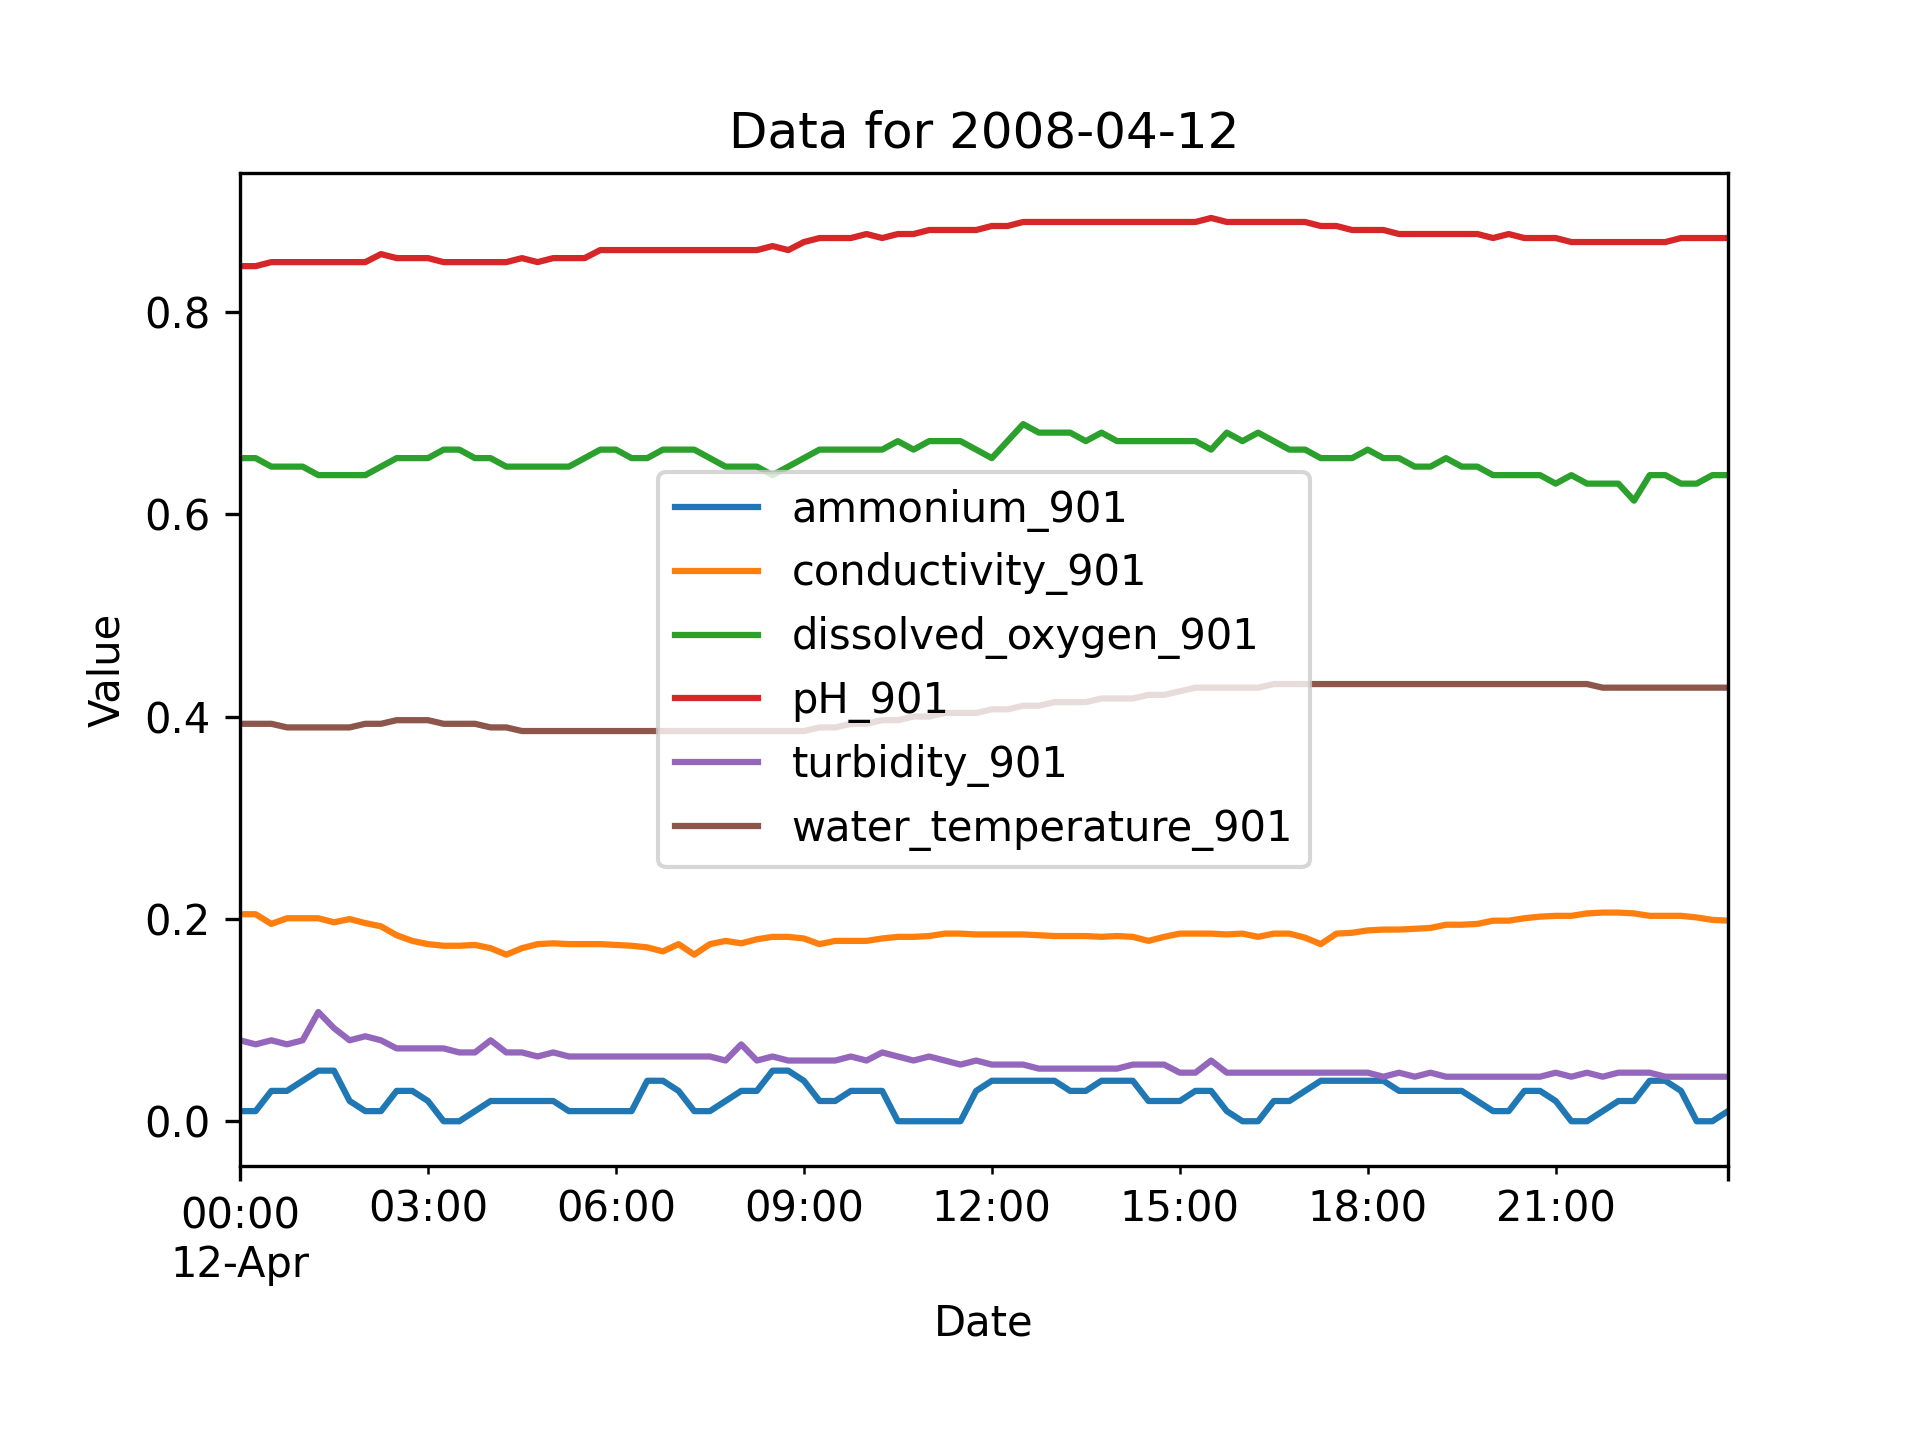 Data for 2008-04-12
Value
0.8
0.6
0.4
0.2
0.0
ammonium_901
conductivity_901
dissolved_oxygen_901
pH_901
turbidity_901
water_temperature_901
00:00 03:00 06:00 09:00 12:00 15:00 18:00 21:00
12-Apr
Date